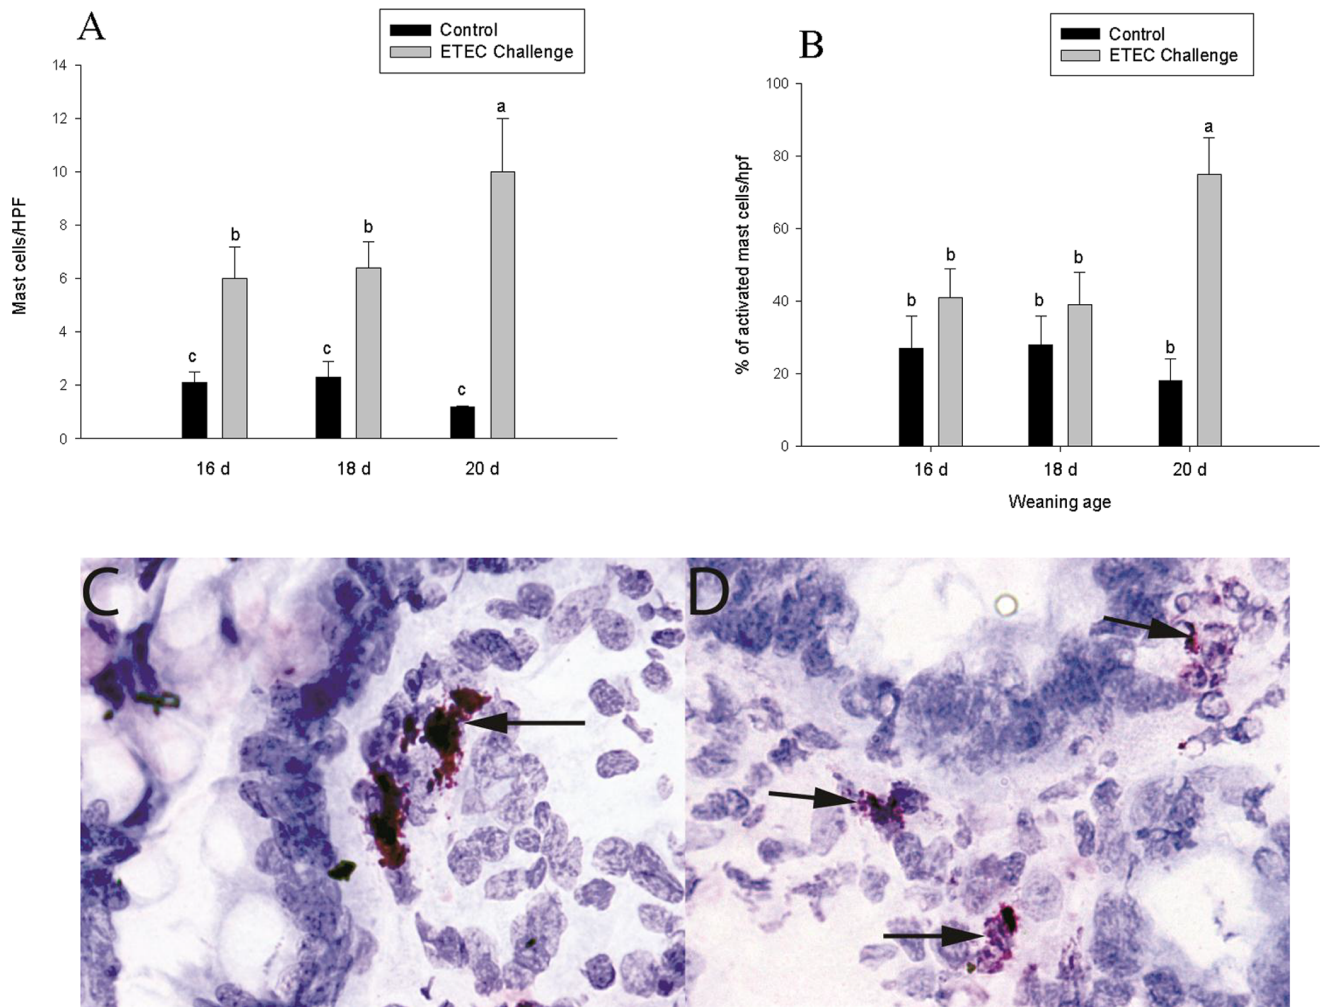 A
Control
ETEC Challenge
14
12
10
8
6
4
2
0
Mast cells/HPF
a
b
b
c
c
c
16 d
18 d
20 d
B
Control
ETEC Challenge
100
80
60
40
20
0
% of activated mast cells/hpf
a
b
b
b
b
b
16 d
18 d
20 d
Weaning age
C
D